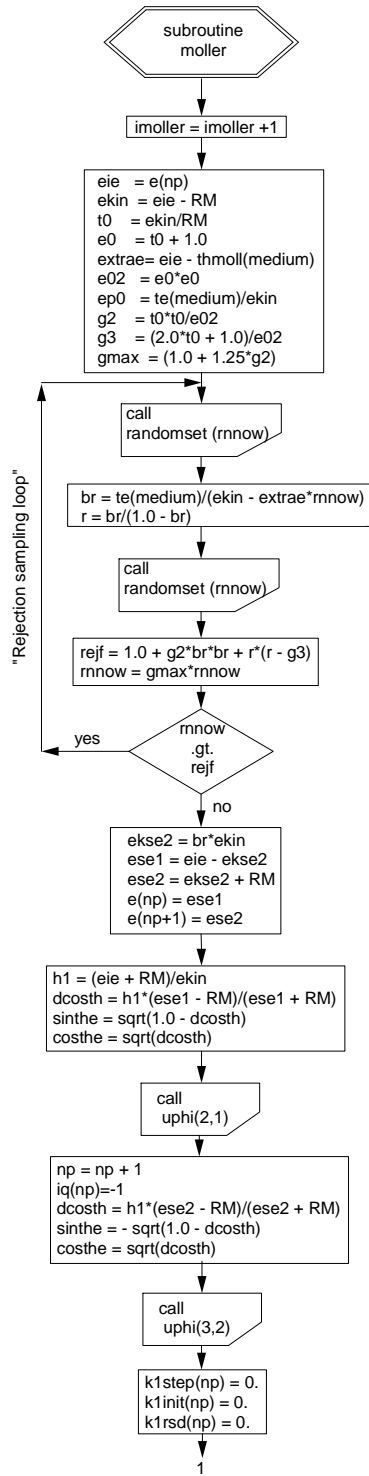 subroutine
moller
imoller = imoller +1
eie = e(np)
ekin = eie - RM
t0 = ekin/RM
e0 = t0 + 1.0
extrae= eie - thmoll(medium)
e02 = e0*e0
ep0 = te(medium)/ekin
g2 = t0*t0/e02
g3 = (2.0*t0 + 1.0)/e02
gmax = (1.0 + 1.25*g2)
call
randomset (rnnow)
br = te(medium)/(ekin - extrae*rnnow)
r = br/(1.0 - br)
"Rejection sampling loop"
call
randomset (rnnow)
rejf = 1.0 + g2*br*br + r*(r - g3)
rnnow = gmax*rnnow
rnnow
.gt.
rejf
yes
no
ekse2 = br*ekin
ese1 = eie - ekse2
ese2 = ekse2 + RM
e(np) = ese1
e(np+1) = ese2
h1 = (eie + RM)/ekin
dcosth = h1*(ese1 - RM)/(ese1 + RM)
sinthe = sqrt(1.0 - dcosth)
costhe = sqrt(dcosth)
call
uphi(2,1)
np = np + 1
iq(np)=-1
dcosth = h1*(ese2 - RM)/(ese2 + RM)
sinthe = - sqrt(1.0 - dcosth)
costhe = sqrt(dcosth)
call
uphi(3,2)
k1step(np) = 0.
k1init(np) = 0.
k1rsd(np) = 0.
1